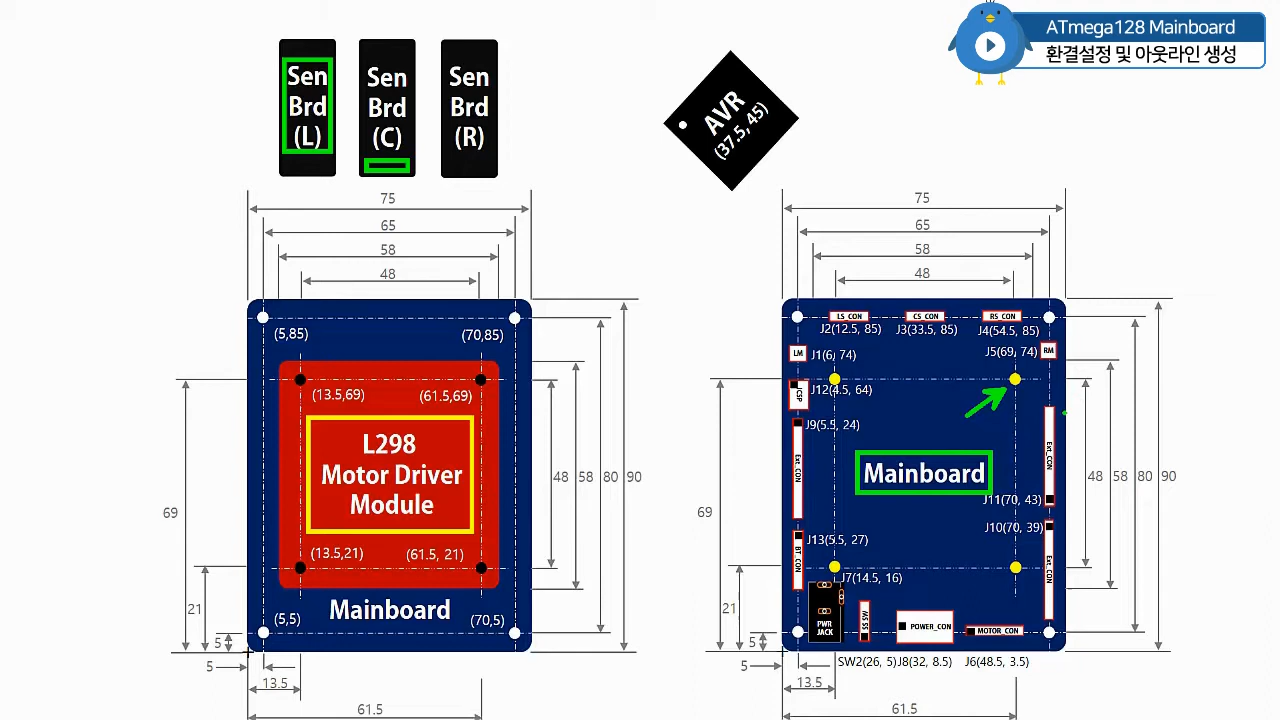 ATmega128 Mainboard
환결설정 및 아웃라인 생성
Sen
Brd
(L)
Sen
Brd
(C)
Sen
Brd
(R)
AVR
(37.5, 45)
75
65
58
48
(5,85)
(70,85)
(13.5,69)
(61.5,69)
L298
Motor Driver
Module
(13.5,21)
(61.5, 21)
Mainboard
(5,5)
(70,5)
48
58
80
90
69
21
5
5
13.5
61.5
75
65
58
48
LS_CON
CS_CON
RS_CON
J2(12.5, 85)
J3(33.5, 85)
J4(54.5, 85)
LM
J1(6, 74)
J5(69, 74)
RM
ICSP
J12(4.5, 64)
J9(5.5, 24)
Ext_CON
Ext_CON
Mainboard
J11(70, 43)
J10(70, 39)
J13(5.5, 27)
BT_CON
Ext_CON
J7(14.5, 16)
PWR
JACK
SS SW
POWER_CON
MOTOR_CON
SW2(26, 5)
J8(32, 8.5)
J6(48.5, 3.5)
48
58
80
90
69
21
5
5
13.5
61.5